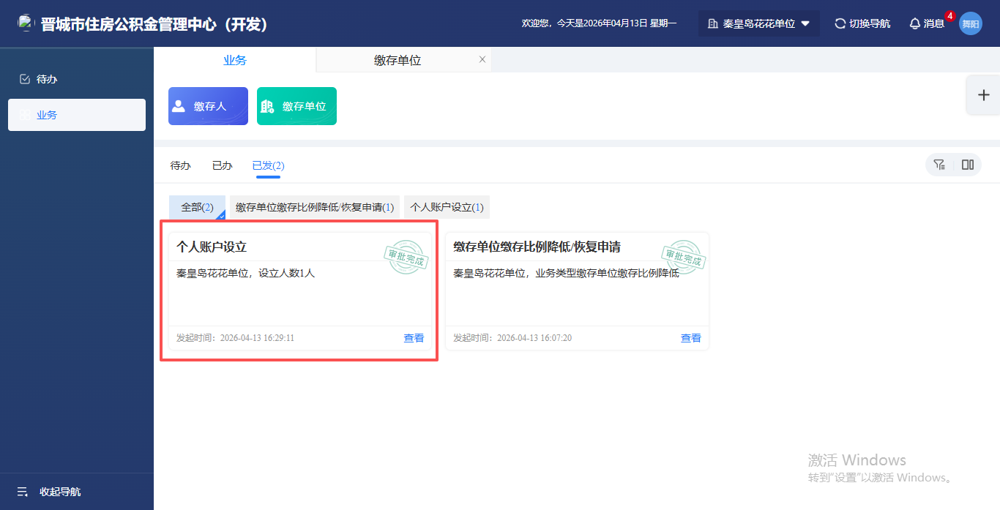 晋城市住房公积金管理中心（开发）
欢迎您，今天是2026年04月13日 星期一
秦皇岛花花单位
切换导航
消息
4
舞阳
待办
业务
收起导航
业务
缴存单位
缴存人
缴存单位
待办
已办
已发(2)
全部(2)
缴存单位缴存比例降低/恢复申请(1)
个人账户设立(1)
个人账户设立
审批完成
秦皇岛花花单位，设立人数1人
发起时间：2026-04-13 16:29:11
查看
缴存单位缴存比例降低/恢复申请
审批完成
秦皇岛花花单位，业务类型缴存单位缴存比例降低
发起时间：2026-04-13 16:07:20
查看
激活 Windows
转到"设置"以激活 Windows。